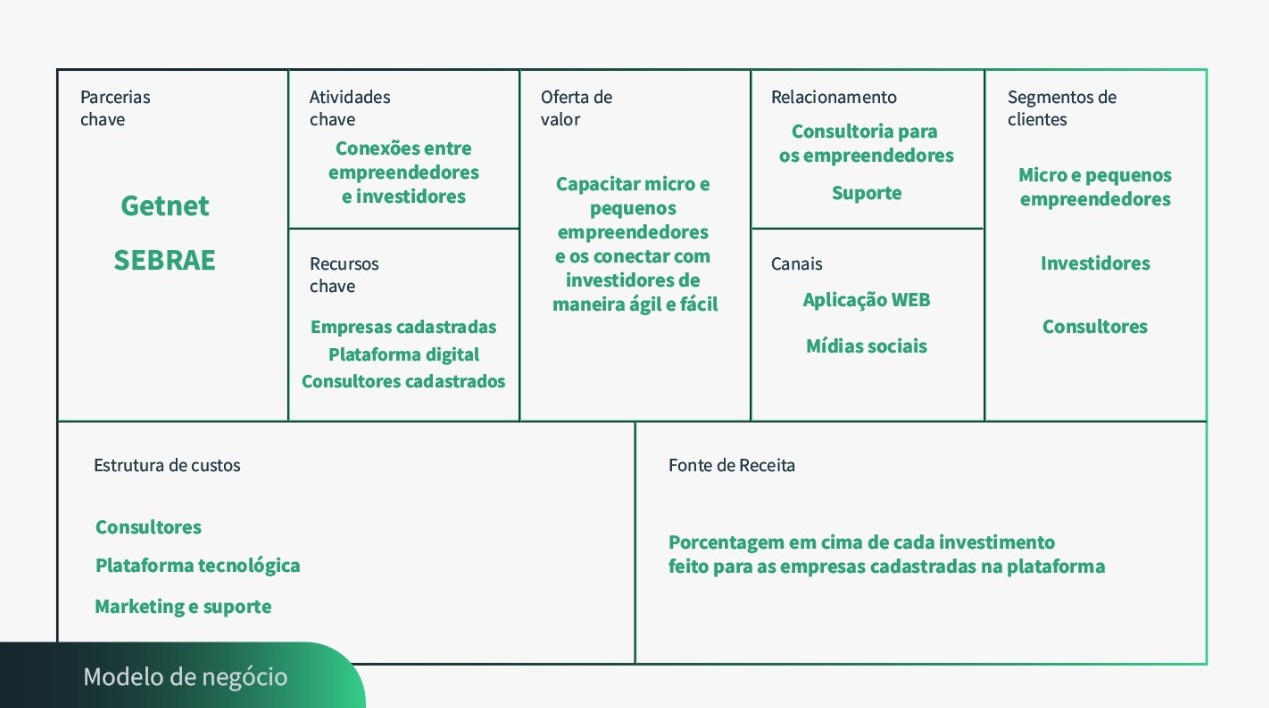 Parcerias
chave
Getnet
SEBRAE
Atividades
chave
Conexões entre
empreendedores
e investidores
Recursos
chave
Empresas cadastradas
Plataforma digital
Consultores cadastrados
Oferta de
valor
Capacitar micro e
pequenos
empreendedores
e os conectar com
investidores de
maneira ágil e fácil
Relacionamento
Consultoria para
os empreendedores
Suporte
Canais
Aplicação WEB
Mídias sociais
Segmentos de
clientes
Micro e pequenos
empreendedores
Investidores
Consultores
Estrutura de custos
Consultores
Plataforma tecnológica
Marketing e suporte
Fonte de Receita
Porcentagem em cima de cada investimento
feito para as empresas cadastradas na plataforma
Modelo de negócio